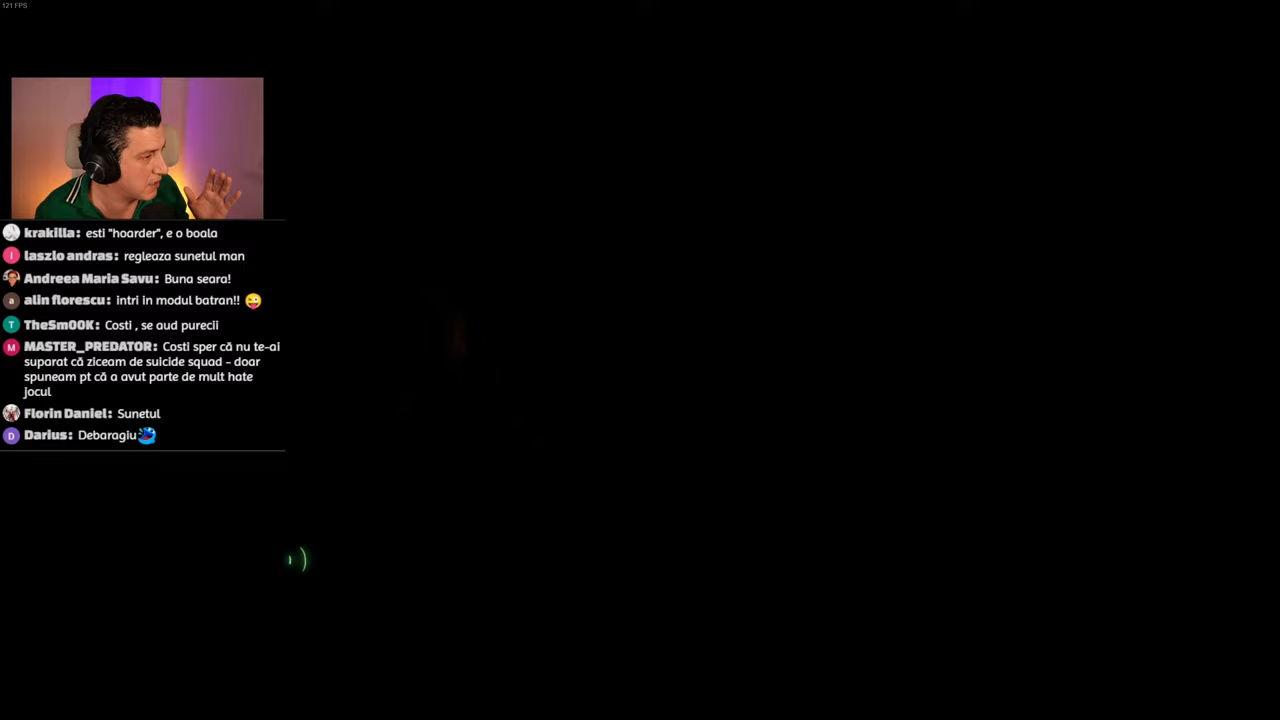 121 FPS
krakilla: esti "hoarder", e o boala
laszlo andras: regleaza sunetul man
Andreea Maria Savu: Buna seara!
alin florescu: intri in modul batran!! 😜
TheSm00K: Costi , se aud purecii
MASTER_PREDATOR: Costi sper că nu te-ai
suparat că ziceam de suicide squad - doar
spuneam pt că a avut parte de mult hate
jocul
Florin Daniel: Sunetul
Darius: Debaragiu